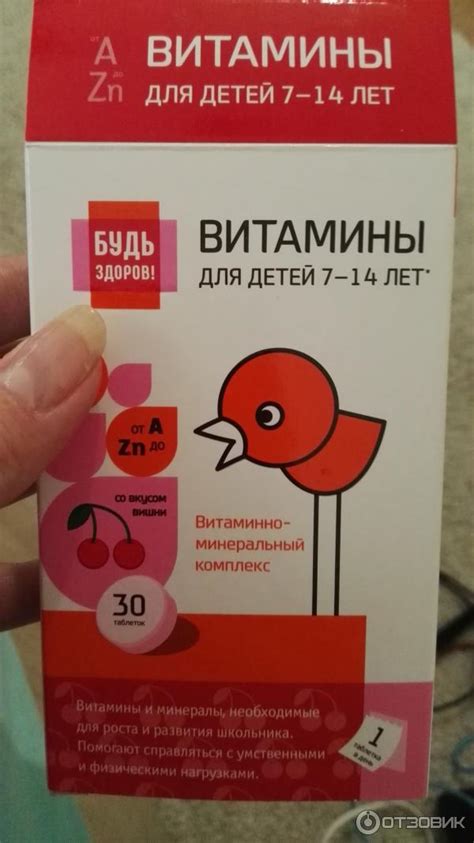 от А до Zn
ВИТАМИНЫ
ДЛЯ ДЕТЕЙ 7–14 ЛЕТ
БУДЬ
ЗДОРОВ!
ВИТАМИНЫ
ДЛЯ ДЕТЕЙ 7–14 ЛЕТ*
от А
Zn до
со вкусом
вишни
Витаминно-
минеральный
комплекс
30
таблеток
Витамины и минералы, необходимые
для роста и развития школьника.
Помогают справляться с умственными
и физическими нагрузками.
1
таблетка
в день
ОТЗОВИК